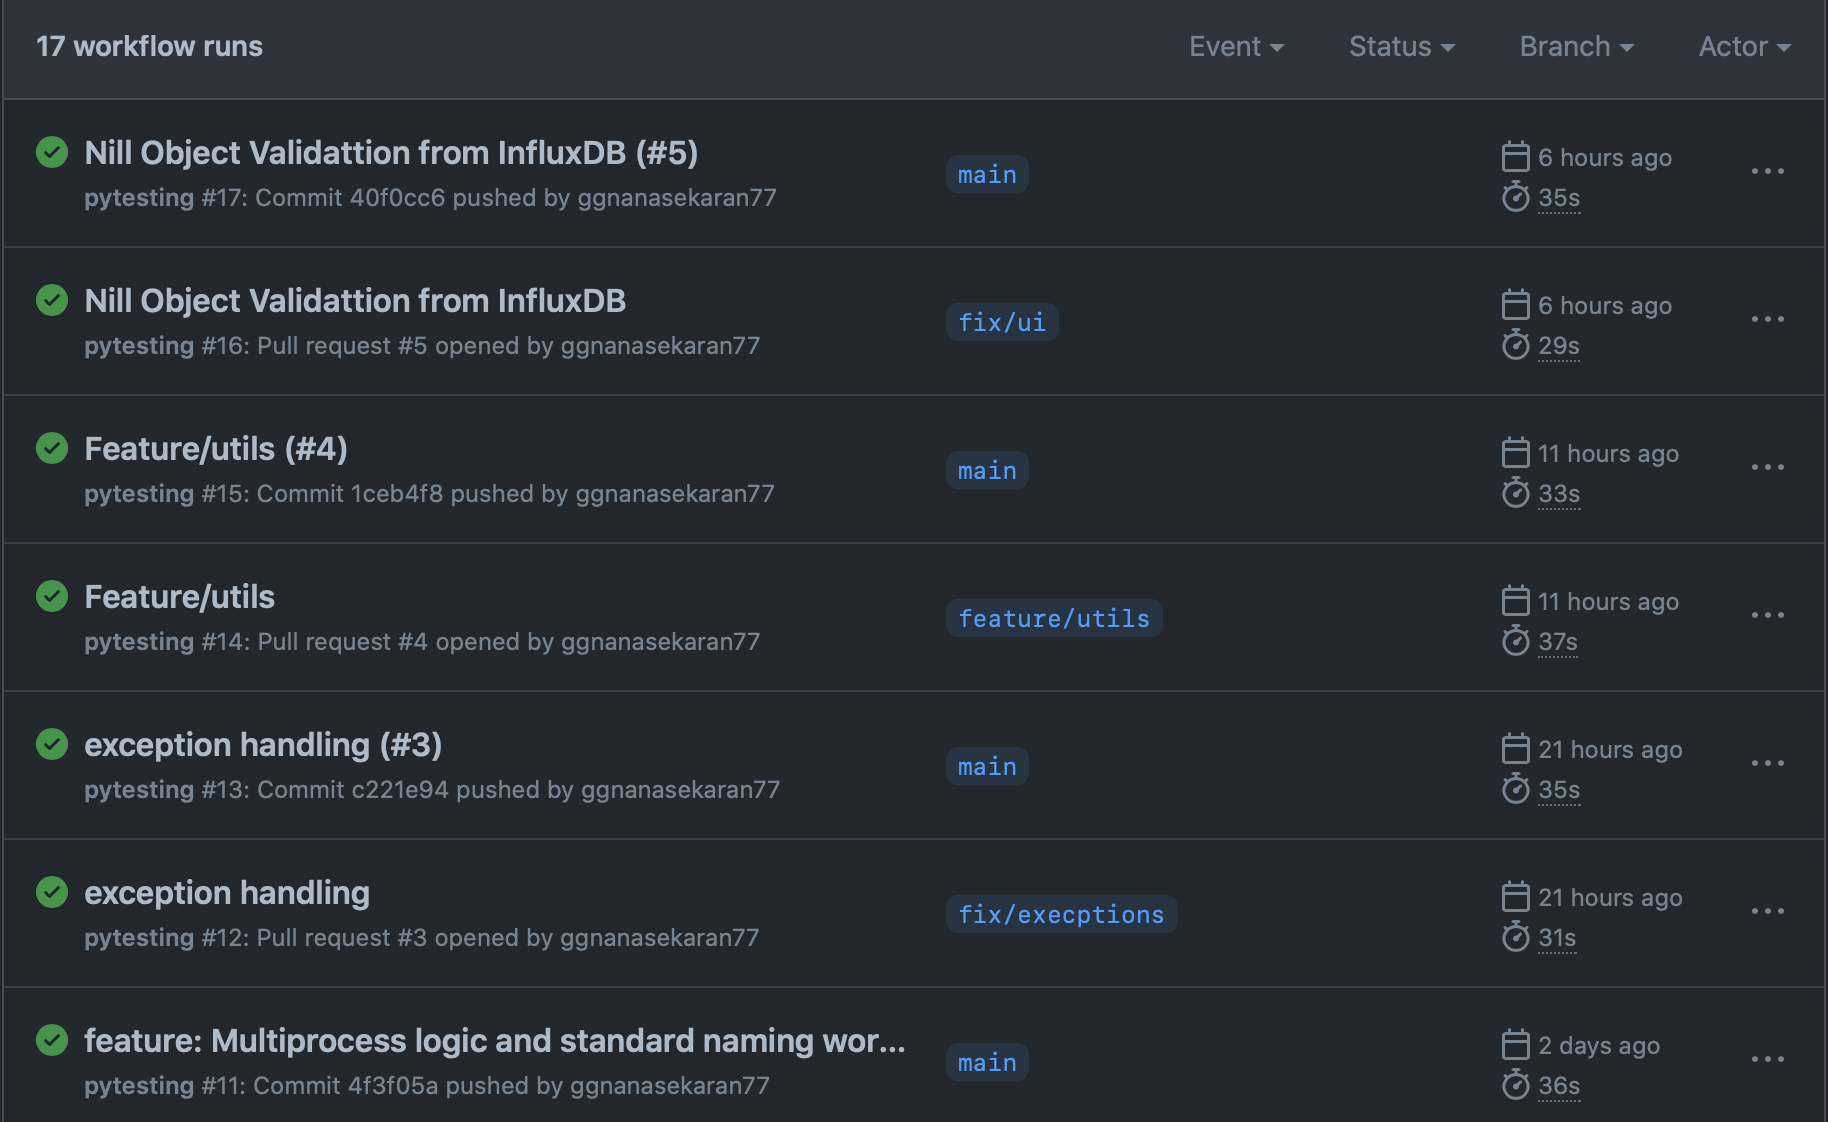 17 workflow runs
Event Status Branch Actor
Nill Object Validattion from InfluxDB (#5)
pytesting #17: Commit 40f0cc6 pushed by ggnanasekaran77
main
6 hours ago
35s
Nill Object Validattion from InfluxDB
pytesting #16: Pull request #5 opened by ggnanasekaran77
fix/ui
6 hours ago
29s
Feature/utils (#4)
pytesting #15: Commit 1ceb4f8 pushed by ggnanasekaran77
main
11 hours ago
33s
Feature/utils
pytesting #14: Pull request #4 opened by ggnanasekaran77
feature/utils
11 hours ago
37s
exception handling (#3)
pytesting #13: Commit c221e94 pushed by ggnanasekaran77
main
21 hours ago
35s
exception handling
pytesting #12: Pull request #3 opened by ggnanasekaran77
fix/execptions
21 hours ago
31s
feature: Multiprocess logic and standard naming wor...
pytesting #11: Commit 4f3f05a pushed by ggnanasekaran77
main
2 days ago
36s